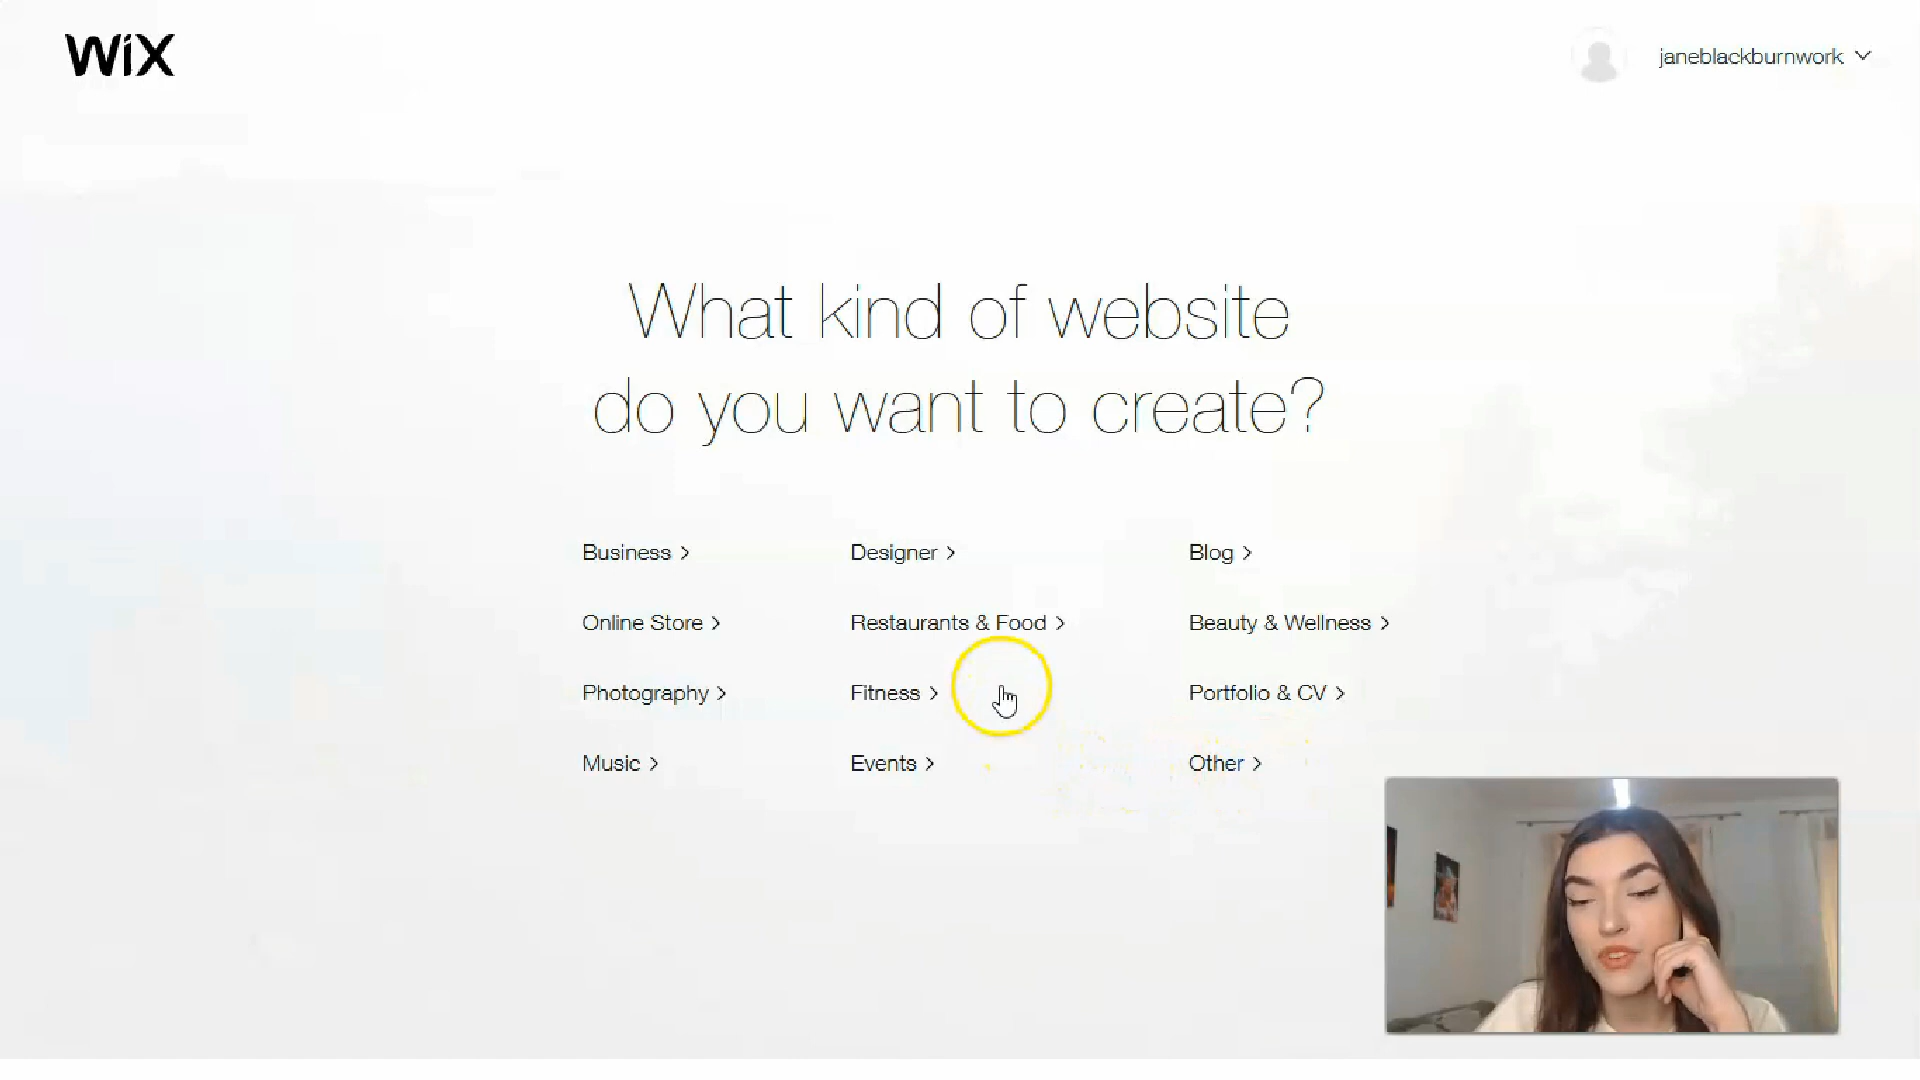 WiX
janeblackburnwork
What kind of website
do you want to create?
Business >
Designer >
Blog >
Online Store >
Restaurants & Food >
Beauty & Wellness >
Photography >
Fitness >
Portfolio & CV >
Music >
Events >
Other >